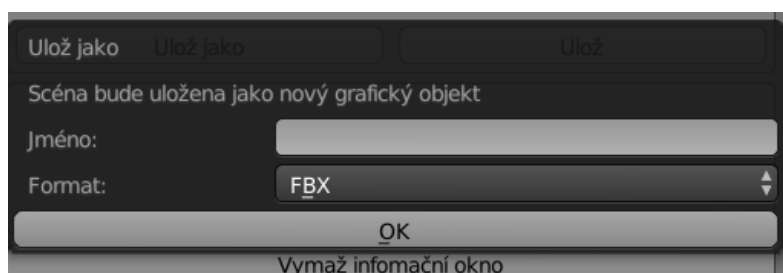 Ulož jako Ulož jako Ulož
Scéna bude uložena jako nový grafický objekt
Jméno:
Format: FBX
OK
Vymaž infomační okno